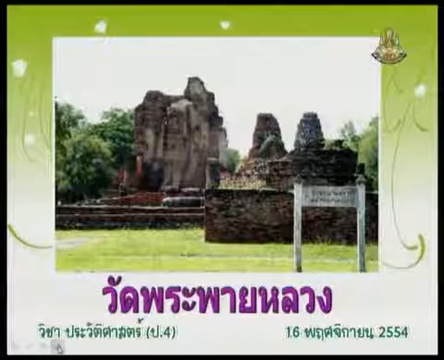 วัดพระพายหลวง
วิชา ประวัติศาสตร์ (ป.4)
16 พฤศจิกายน 2554